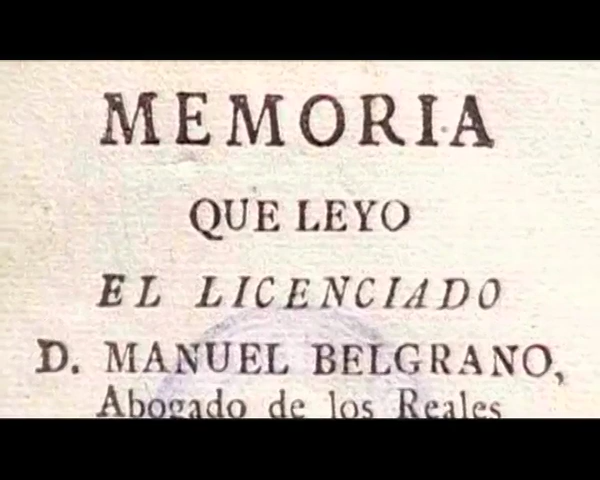 MEMORIA
QUE LEYO
EL LICENCIADO
D. MANUEL BELGRANO,
Abogado de los Reales